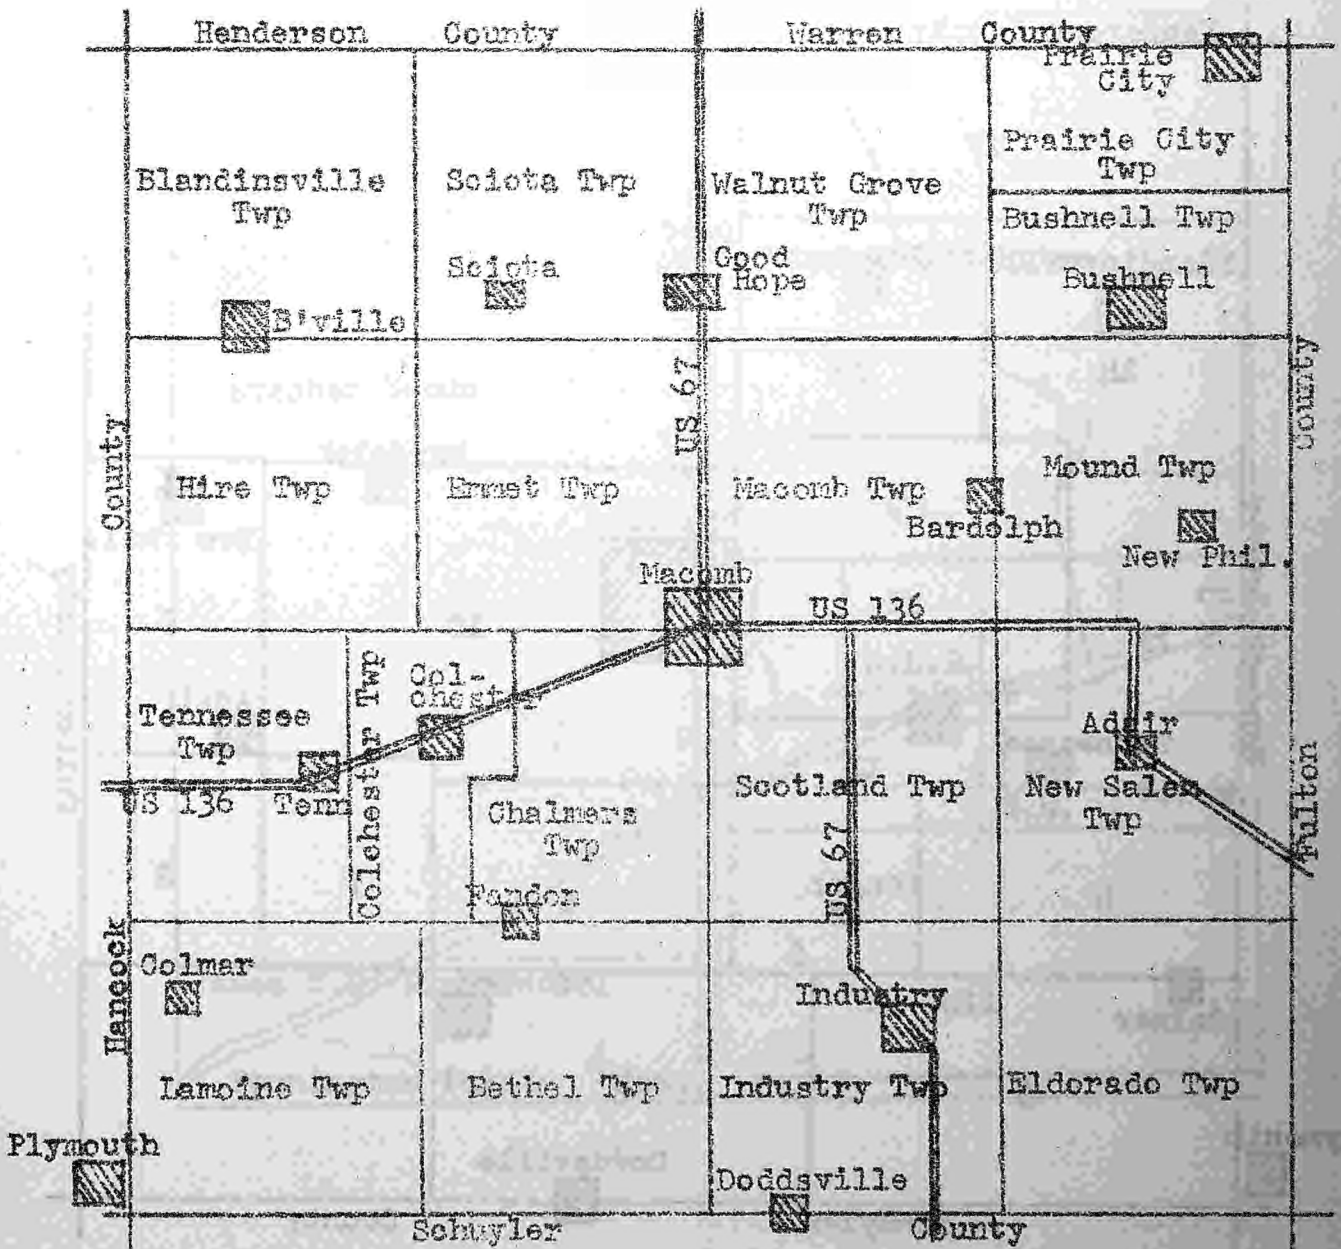 Henderson County
Warren County
Prairie
City
Prairie City
Twp
Blandinsville
Twp
Sciota Twp
Walnut Grove
Twp
Bushnell Twp
Sciota
Good
Hope
Bushnell
B'ville
US 67
County
County
Hire Twp
Emmet Twp
Macomb Twp
Mound Twp
Bardolph
New Phil.
Macomb
US 136
Colchester Twp
Col-
chester
Tennessee
Twp
Adair
US 136
Tenn
Scotland Twp
New Salem
Twp
Chalmers
Twp
US 67
Fulton
Fandon
Hancock
Colmar
Industry
Lamoine Twp
Bethel Twp
Industry Twp
Eldorado Twp
Plymouth
Doddsville
Schuyler County